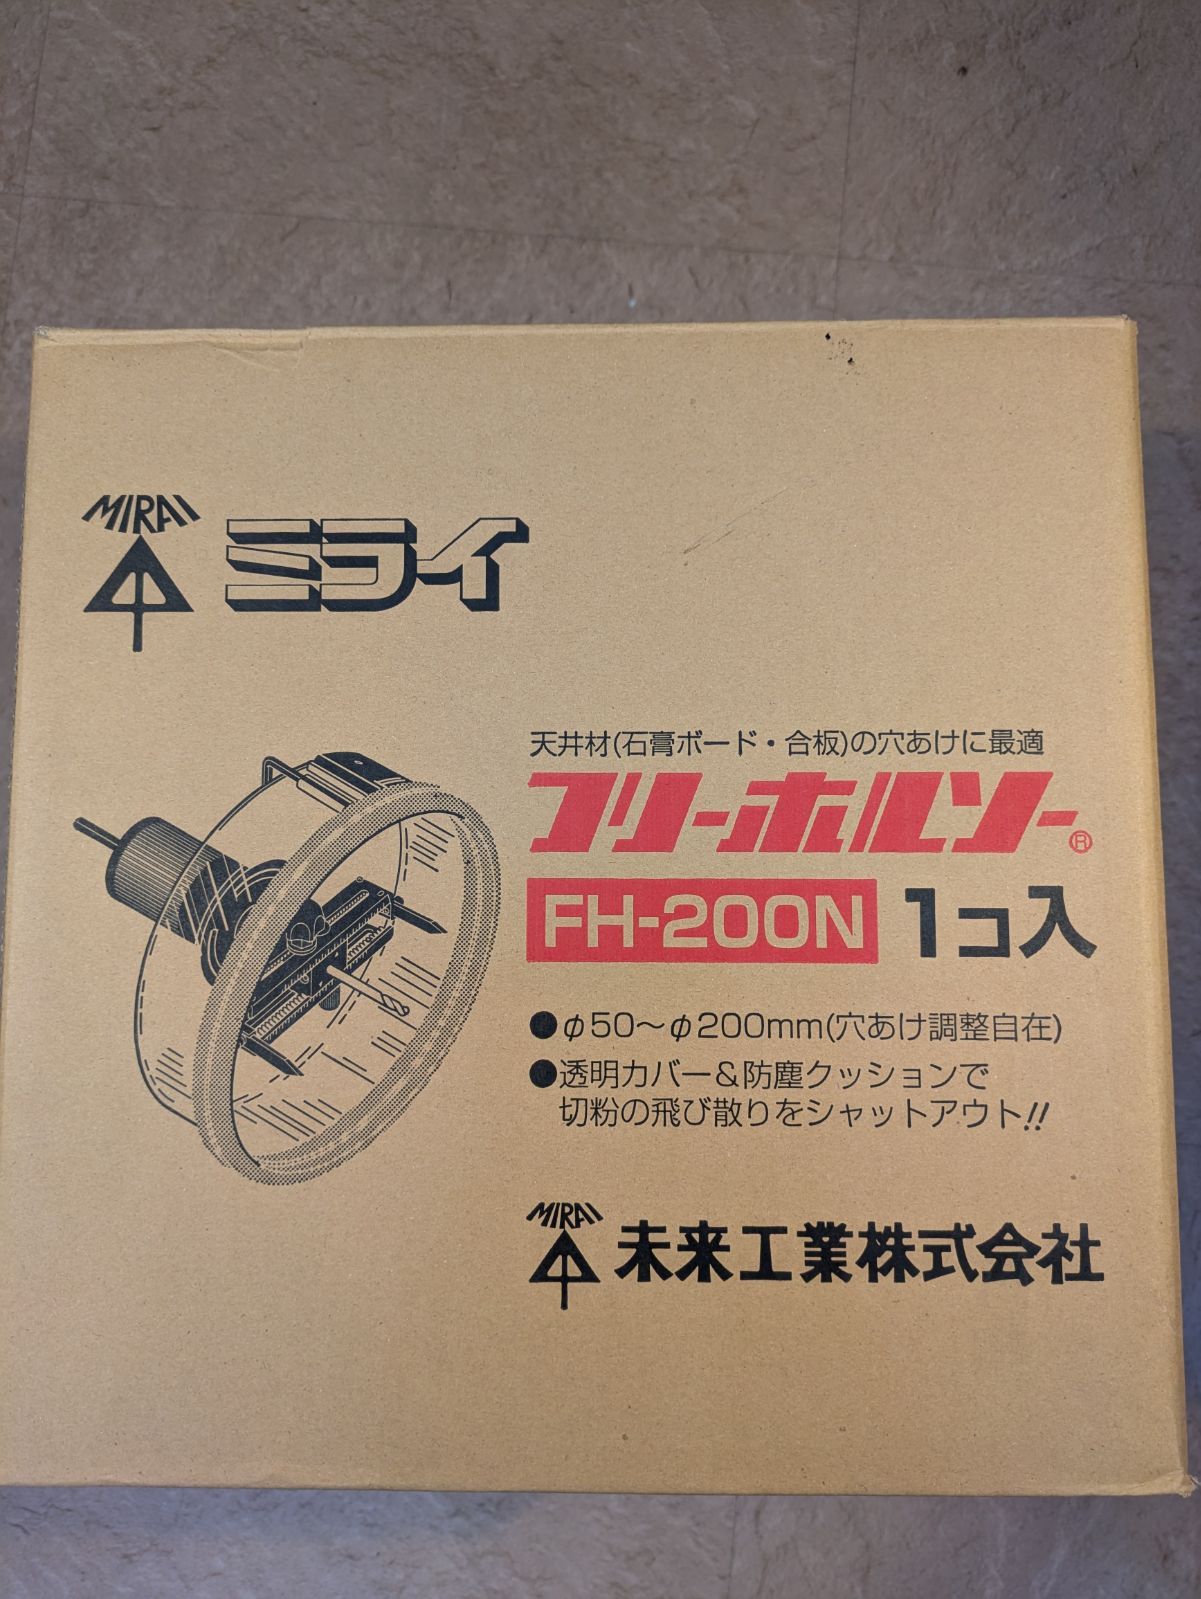 MIRAI
ミライ
天井材(石膏ボード・合板)の穴あけに最適
フリーホルソー®
FH-200N 1コ入
●φ50～φ200mm(穴あけ調整自在)
●透明カバー&防塵クッションで
切粉の飛び散りをシャットアウト!!
MIRAI
未来工業株式会社